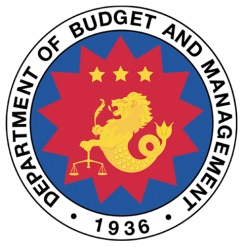 DEPARTMENT OF BUDGET AND MANAGEMENT
• 1936 •